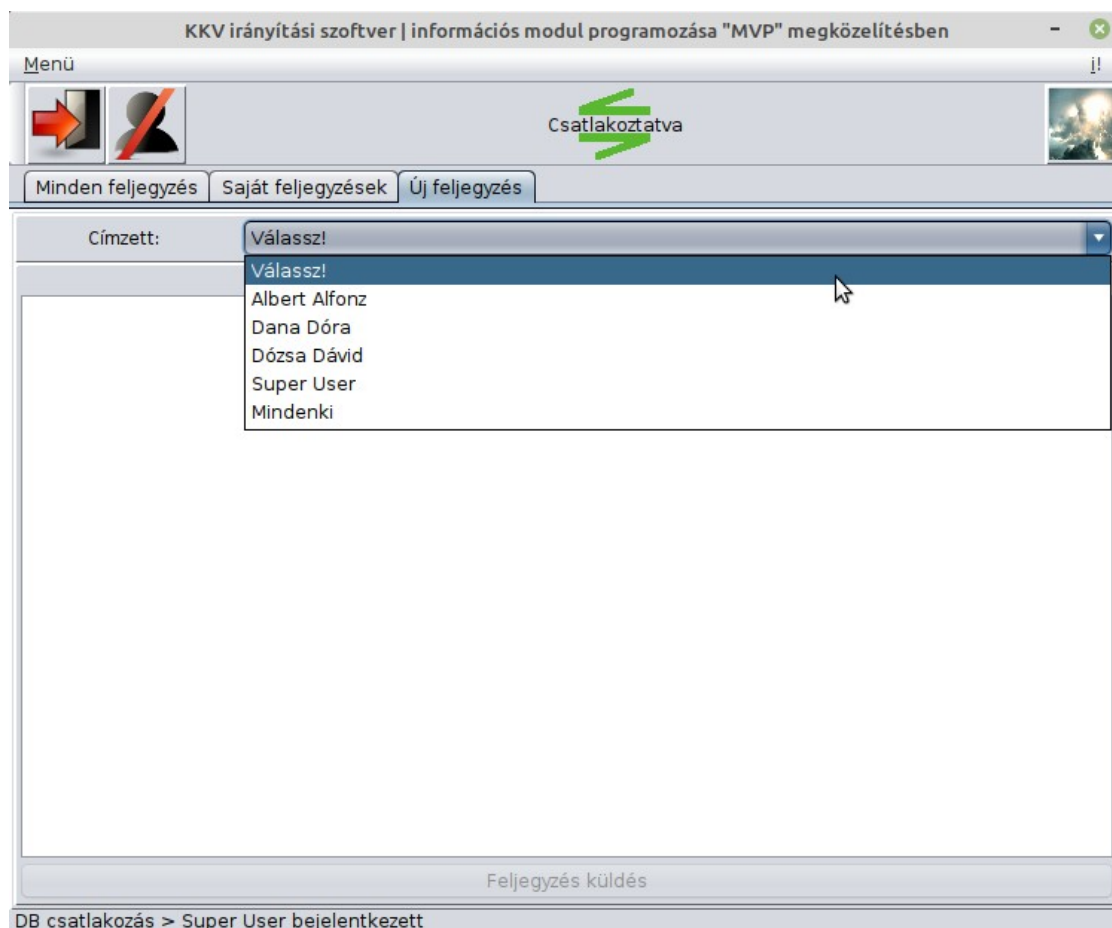 KKV irányítási szoftver | információs modul programozása "MVP" megközelítésben
Menü i!
Csatlakoztatva
Minden feljegyzés Saját feljegyzések Új feljegyzés
Címzett: Válassz!
Válassz!
Albert Alfonz
Dana Dóra
Dózsa Dávid
Super User
Mindenki
Feljegyzés küldés
DB csatlakozás > Super User bejelentkezett